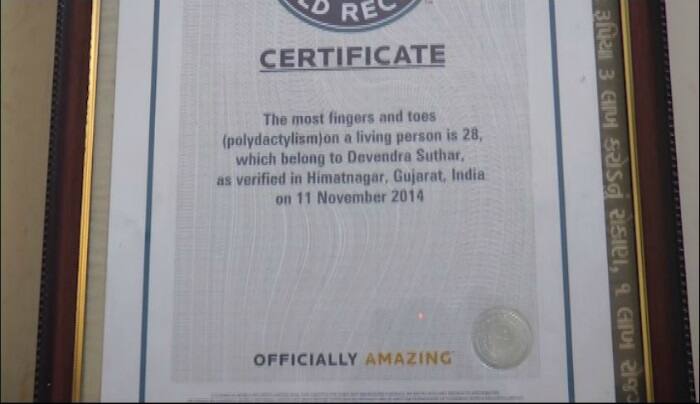 LD REC
CERTIFICATE
The most fingers and toes
(polydactylism)on a living person is 28,
which belong to Devendra Suthar,
as verified in Himatnagar, Gujarat, India
on 11 November 2014
OFFICIALLY AMAZING